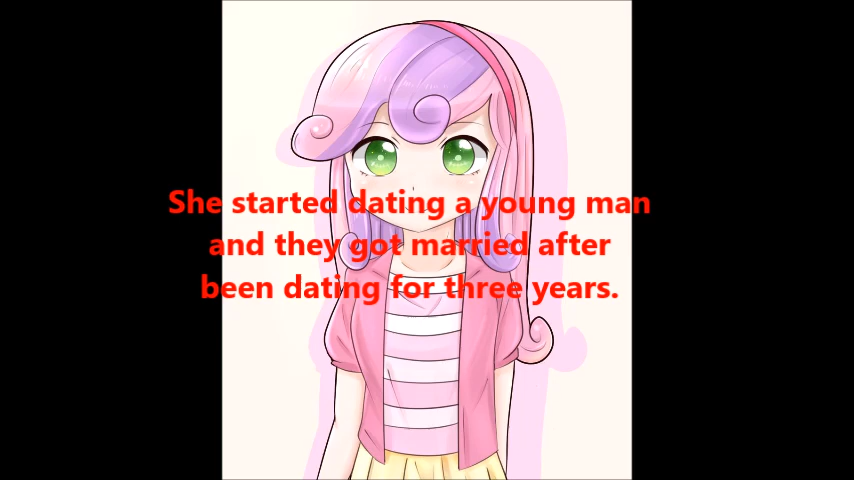 She started dating a young man
and they got married after
been dating for three years.